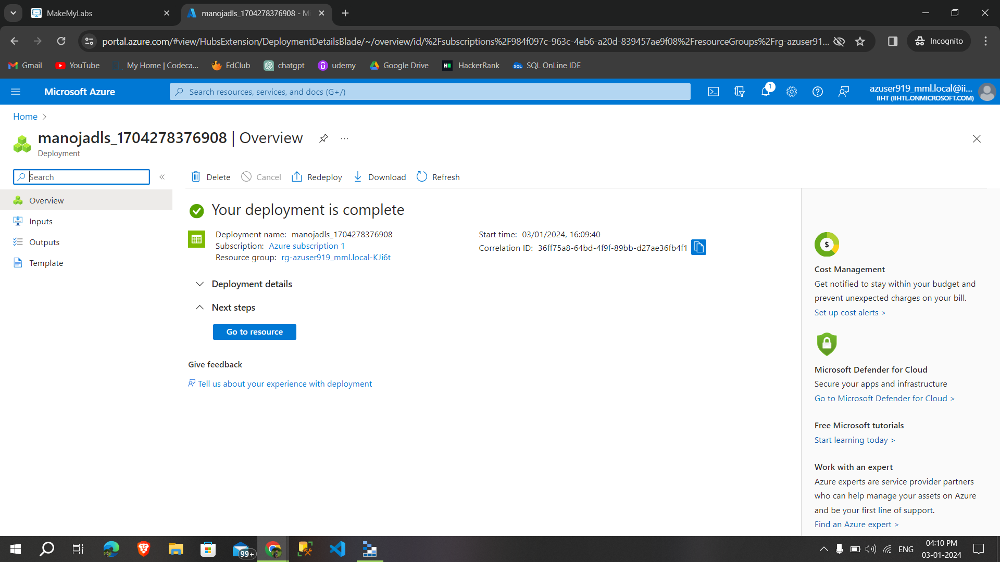 MakeMyLabs
manojadls_1704278376908 - Mi
portal.azure.com/#view/HubsExtension/DeploymentDetailsBlade/~/overview/id/%2Fsubscriptions%2F984f097c-963c-4eb6-a20d-839457ae9f08%2FresourceGroups%2Frg-azuser91...
Incognito
Gmail
YouTube
My Home | Codeca...
EdClub
chatgpt
udemy
Google Drive
HackerRank
SQL OnLine IDE
Microsoft Azure
Search resources, services, and docs (G+/)
1
azuser919_mml.local@ii...
IIHT (IIHTL.ONMICROSOFT.COM)
Home
manojadls_1704278376908 | Overview
Deployment
Search
Overview
Inputs
Outputs
Template
Delete
Cancel
Redeploy
Download
Refresh
Your deployment is complete
Deployment name: manojadls_1704278376908
Subscription: Azure subscription 1
Resource group: rg-azuser919_mml.local-KJi6t
Start time: 03/01/2024, 16:09:40
Correlation ID: 36ff75a8-64bd-4f9f-89bb-d27ae36fb4f1
Deployment details
Next steps
Go to resource
Give feedback
Tell us about your experience with deployment
Cost Management
Get notified to stay within your budget and
prevent unexpected charges on your bill.
Set up cost alerts >
Microsoft Defender for Cloud
Secure your apps and infrastructure
Go to Microsoft Defender for Cloud >
Free Microsoft tutorials
Start learning today >
Work with an expert
Azure experts are service provider partners
who can help manage your assets on Azure
and be your first line of support.
Find an Azure expert >
99+
ENG
04:10 PM
03-01-2024